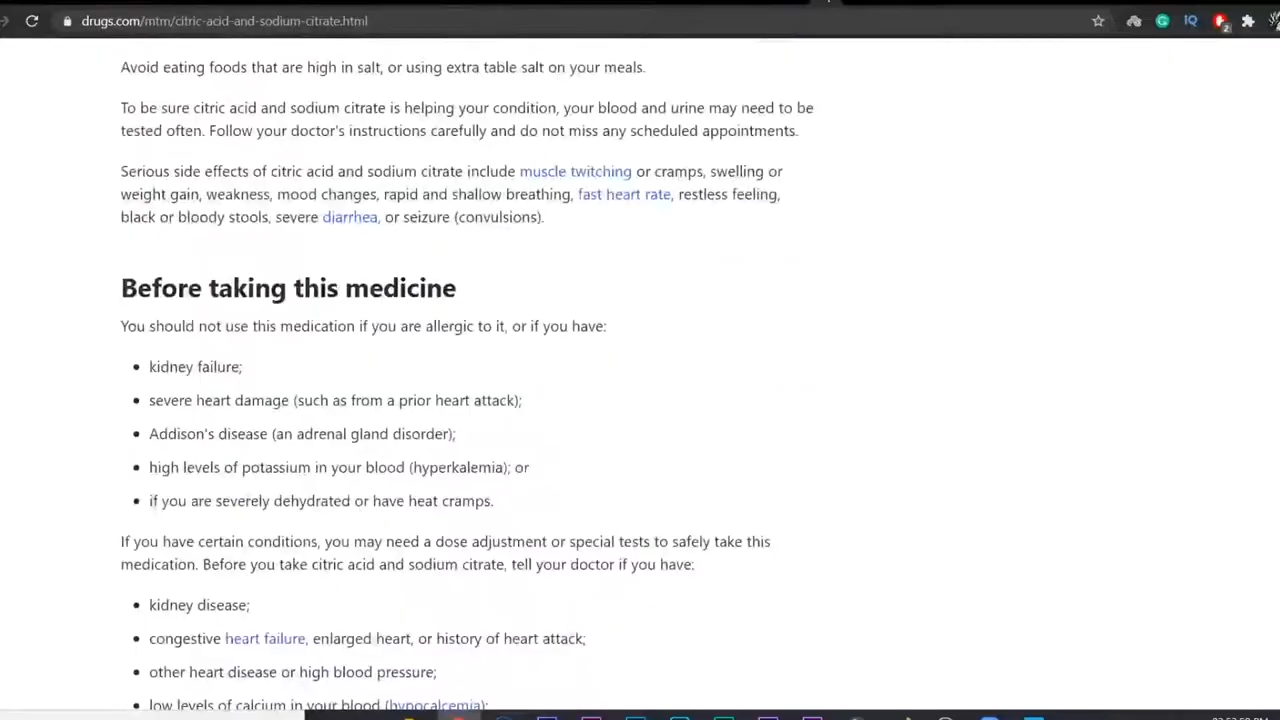 drugs.com/mtm/citric-acid-and-sodium-citrate.html
Avoid eating foods that are high in salt, or using extra table salt on your meals.
To be sure citric acid and sodium citrate is helping your condition, your blood and urine may need to be
tested often. Follow your doctor's instructions carefully and do not miss any scheduled appointments.
Serious side effects of citric acid and sodium citrate include muscle twitching or cramps, swelling or
weight gain, weakness, mood changes, rapid and shallow breathing, fast heart rate, restless feeling,
black or bloody stools, severe diarrhea, or seizure (convulsions).
Before taking this medicine
You should not use this medication if you are allergic to it, or if you have:
• kidney failure;
• severe heart damage (such as from a prior heart attack);
• Addison's disease (an adrenal gland disorder);
• high levels of potassium in your blood (hyperkalemia); or
• if you are severely dehydrated or have heat cramps.
If you have certain conditions, you may need a dose adjustment or special tests to safely take this
medication. Before you take citric acid and sodium citrate, tell your doctor if you have:
• kidney disease;
• congestive heart failure, enlarged heart, or history of heart attack;
• other heart disease or high blood pressure;
• low levels of calcium in your blood (hypocalcemia);